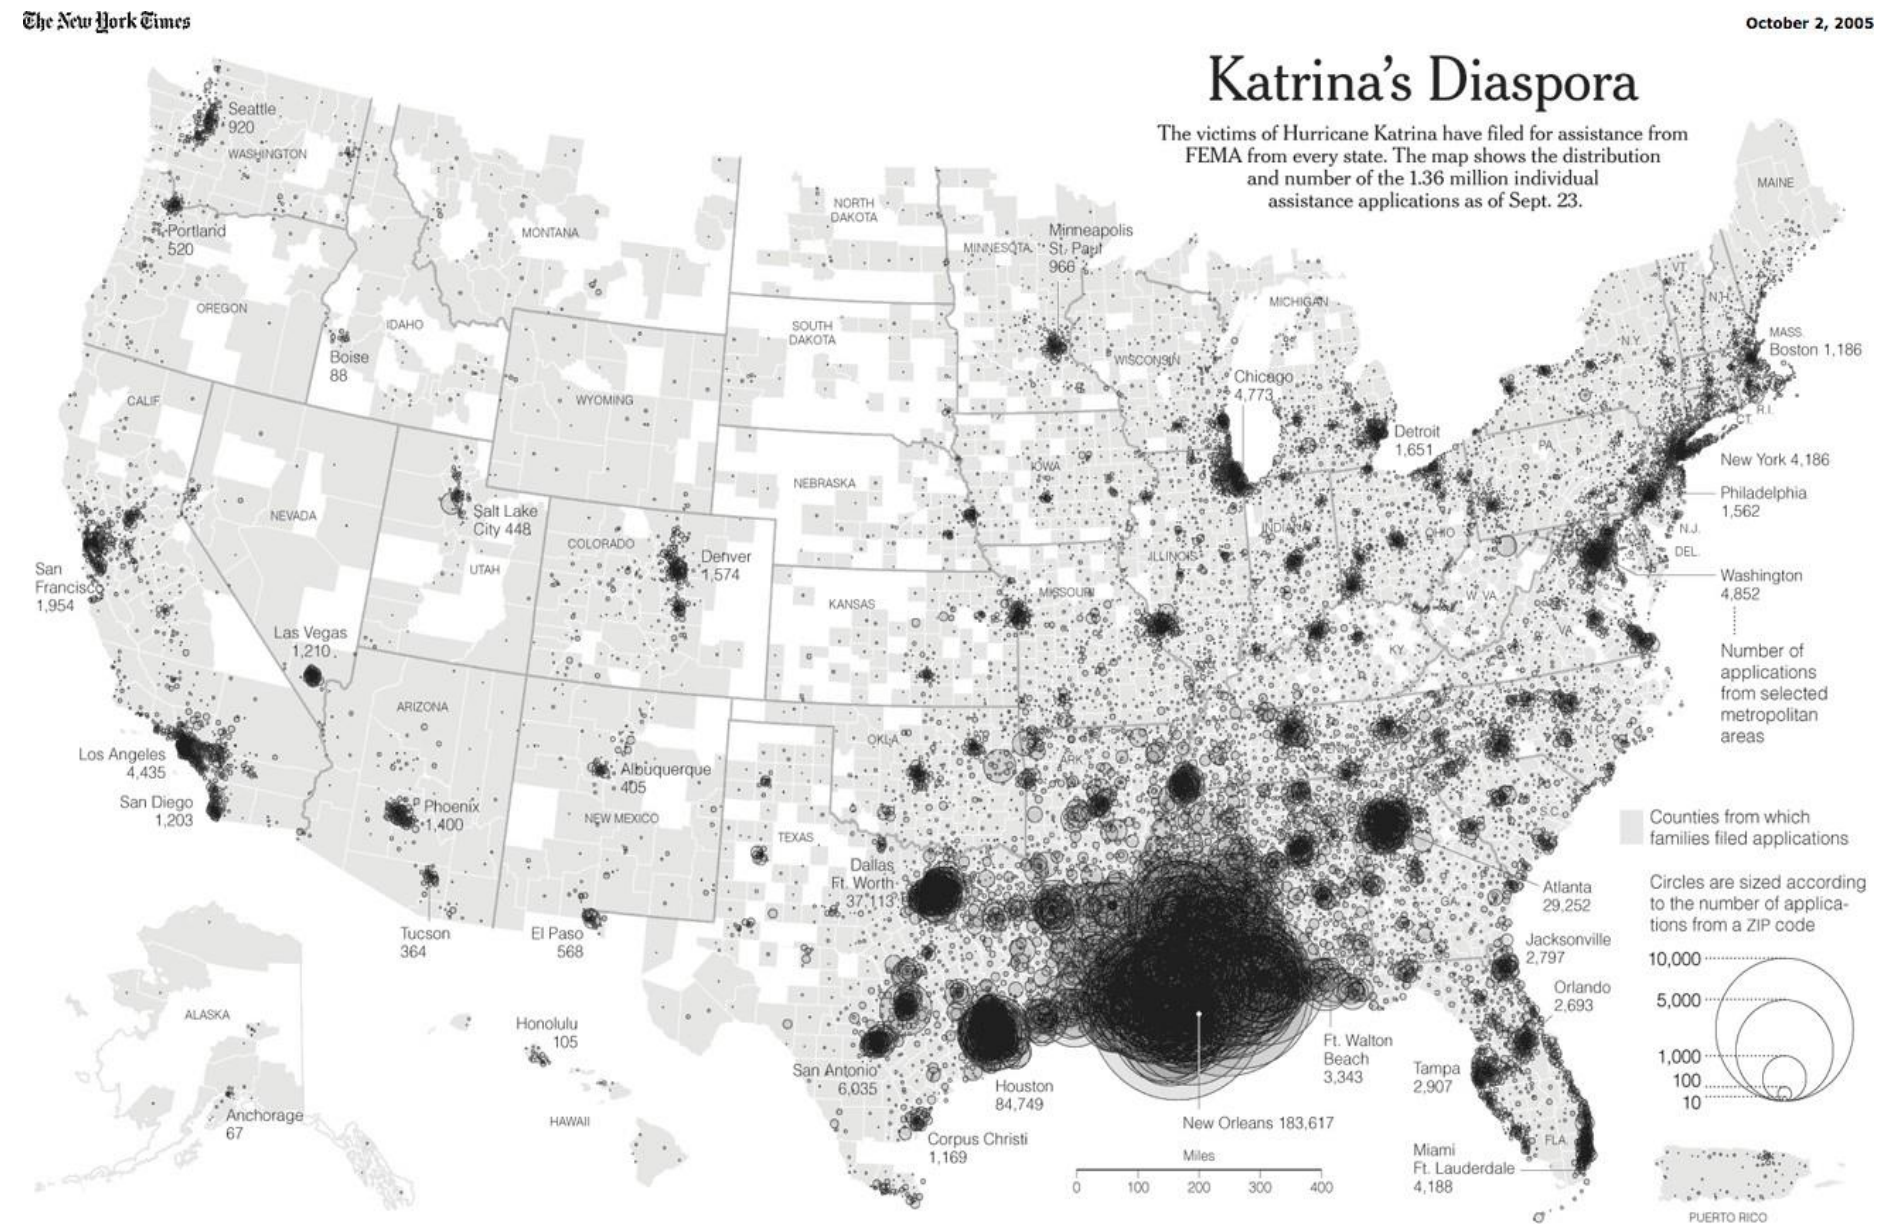 The New York Times
October 2, 2005
Katrina's Diaspora
The victims of Hurricane Katrina have filed for assistance from
FEMA from every state. The map shows the distribution
and number of the 1.36 million individual
assistance applications as of Sept. 23.
Seattle
920
WASHINGTON
Portland
520
OREGON
MONTANA
IDAHO
Boise
88
NORTH
DAKOTA
SOUTH
DAKOTA
MINNESOTA
Minneapolis
St. Paul
966
WISCONSIN
MICHIGAN
MAINE
VT.
N.H.
N.Y.
MASS.
Boston 1,186
R.I.
CT.
Chicago
4,773
Detroit
1,651
PA.
New York 4,186
Philadelphia
1,562
N.J.
DEL.
Washington
4,852
Number of
applications
from selected
metropolitan
areas
CALIF.
NEVADA
WYOMING
Salt Lake
City 448
UTAH
COLORADO
Denver
1,574
NEBRASKA
KANSAS
IOWA
MISSOURI
ILLINOIS
INDIANA
OHIO
W. VA.
VA.
KY.
San
Francisco
1,954
Las Vegas
1,210
Los Angeles
4,435
San Diego
1,203
ARIZONA
Phoenix
1,400
Tucson
364
Albuquerque
405
NEW MEXICO
El Paso
568
OKLA.
ARK.
TENN.
N.C.
S.C.
GA.
TEXAS
Dallas
Ft. Worth
37,113
Atlanta
29,252
Jacksonville
2,797
Orlando
2,693
Ft. Walton
Beach
3,343
Tampa
2,907
FLA.
Miami
Ft. Lauderdale
4,188
San Antonio
6,035
Houston
84,749
Corpus Christi
1,169
New Orleans 183,617
Miles
0 100 200 300 400
ALASKA
Anchorage
67
Honolulu
105
HAWAII
Counties from which
families filed applications
Circles are sized according
to the number of applica-
tions from a ZIP code
10,000
5,000
1,000
100
10
PUERTO RICO